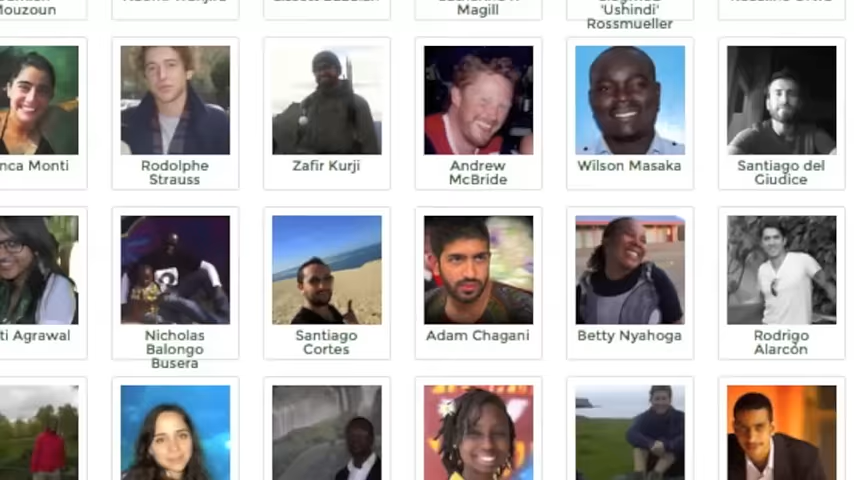 Mouzoun
Magill
'Ushindi'
Rossmueller
nca Monti
Rodolphe
Strauss
Zafir Kurji
Andrew
McBride
Wilson Masaka
Santiago del
Giudice
ti Agrawal
Nicholas
Balongo
Busera
Santiago
Cortes
Adam Chagani
Betty Nyahoga
Rodrigo
Alarcón